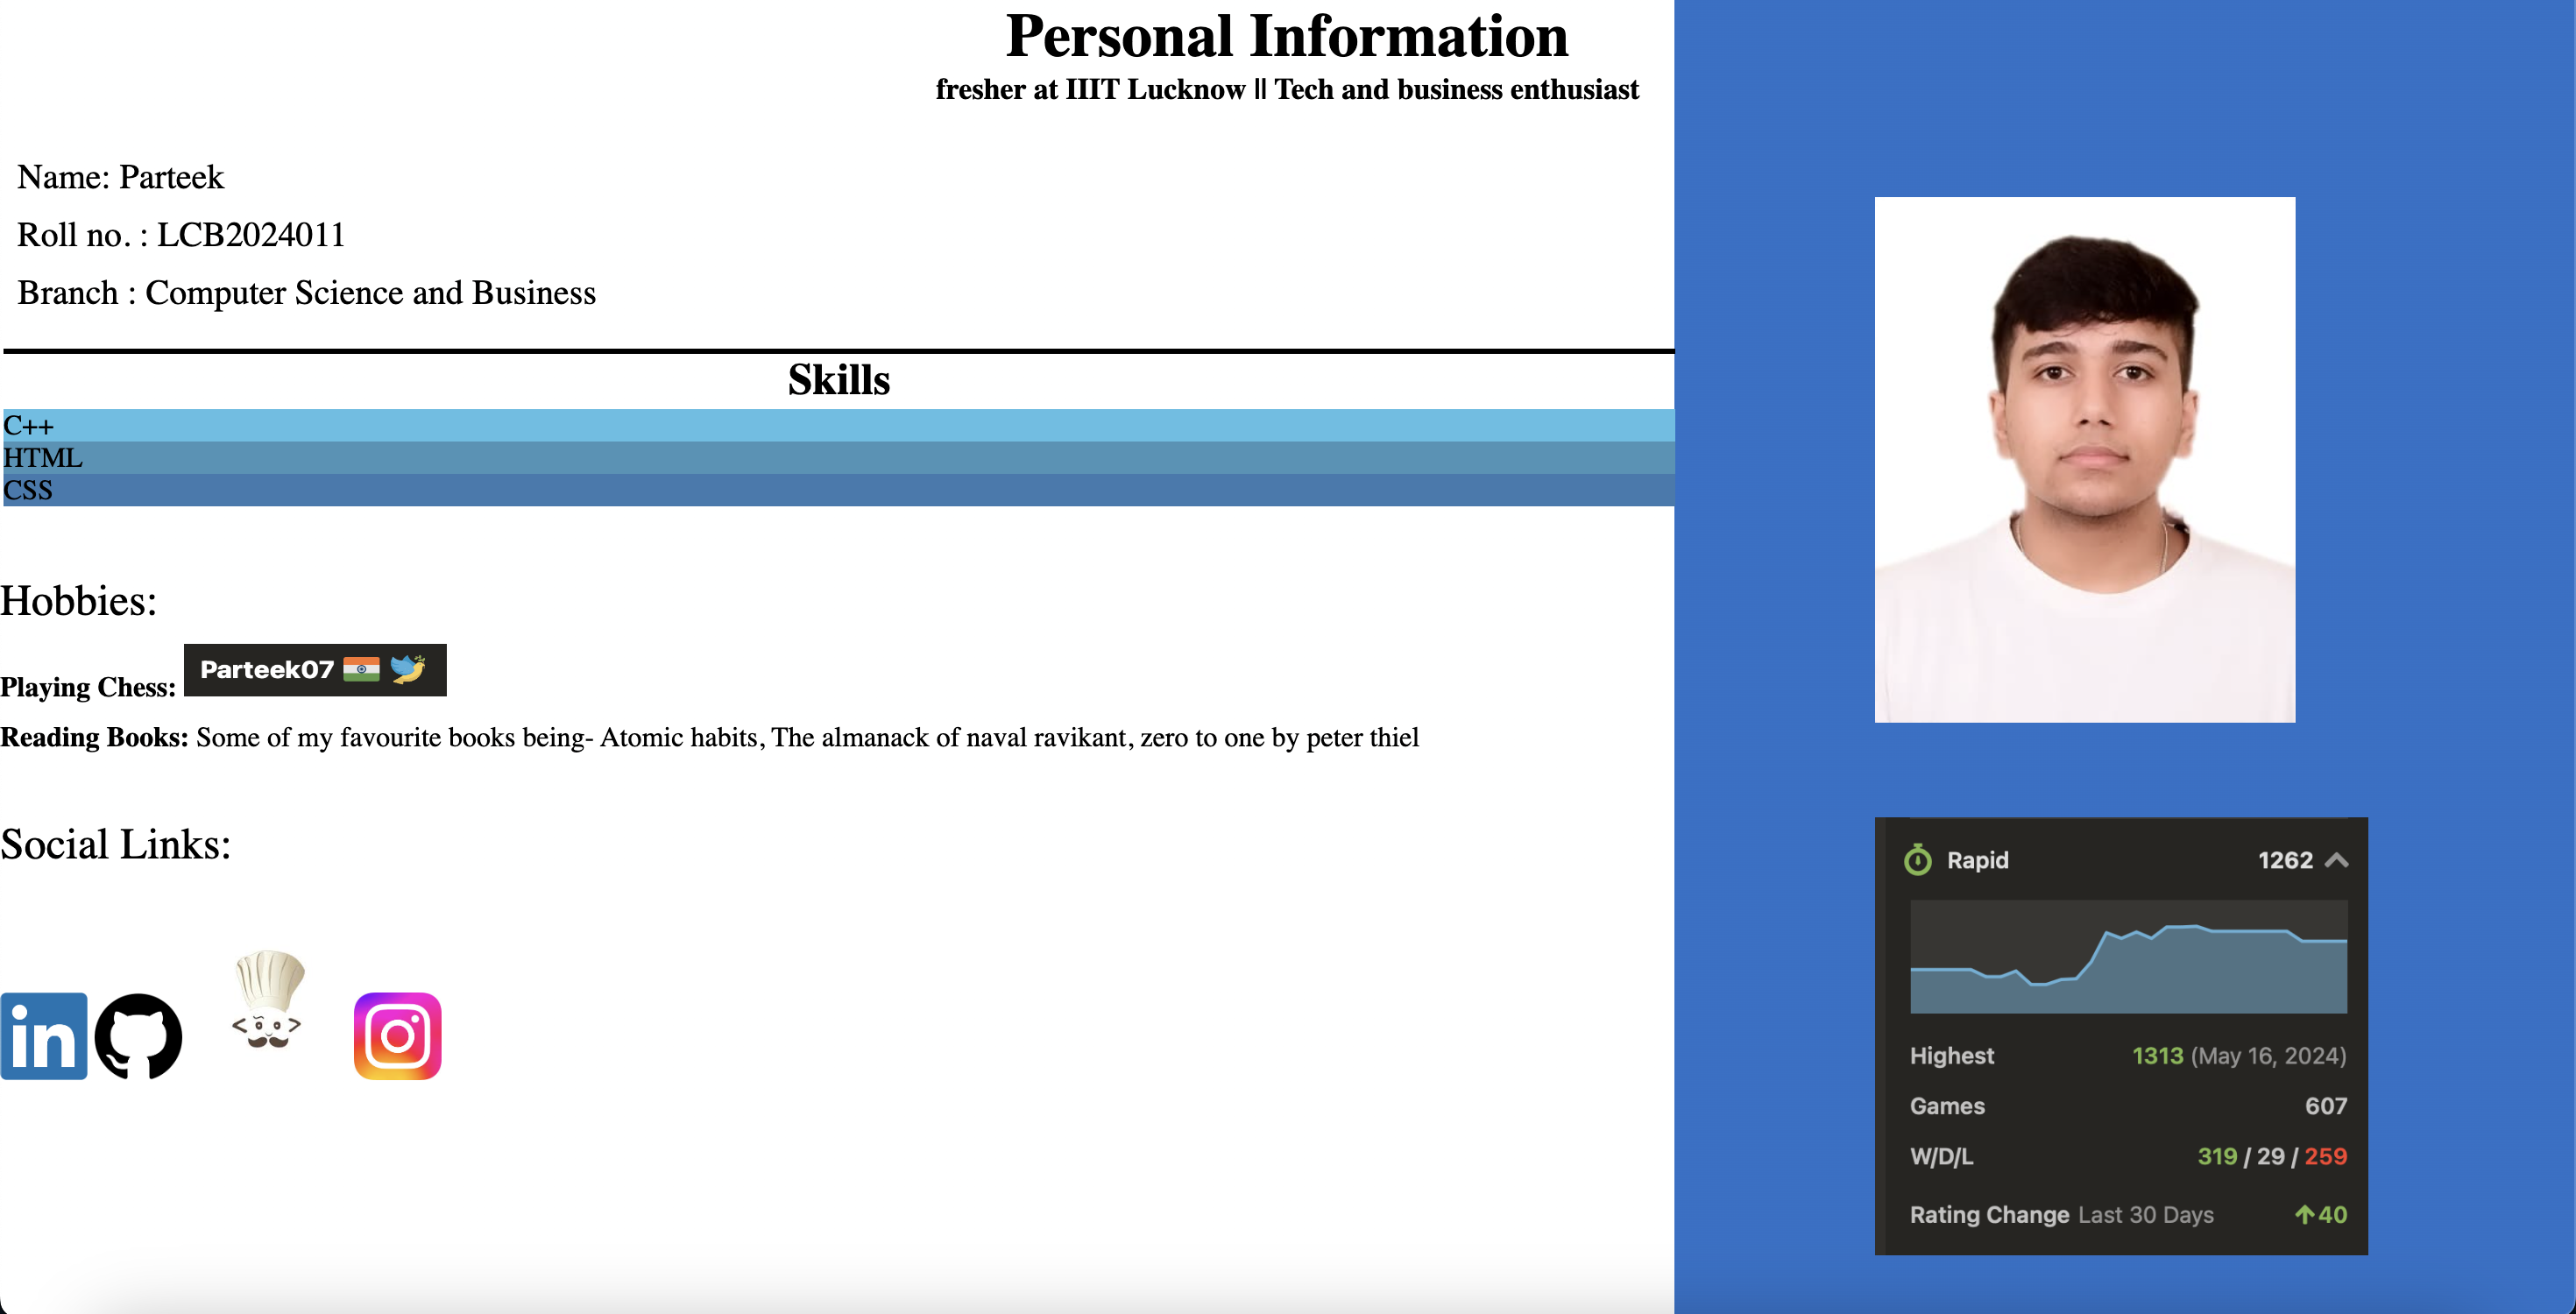 Personal Information
fresher at IIIT Lucknow || Tech and business enthusiast
Name: Parteek
Roll no. : LCB2024011
Branch : Computer Science and Business
Skills
C++
HTML
CSS
Hobbies:
Playing Chess: Parteek07
Reading Books: Some of my favourite books being- Atomic habits, The almanack of naval ravikant, zero to one by peter thiel
Social Links:
in
Rapid 1262
Highest 1313 (May 16, 2024)
Games 607
W/D/L 319 / 29 / 259
Rating Change Last 30 Days 40